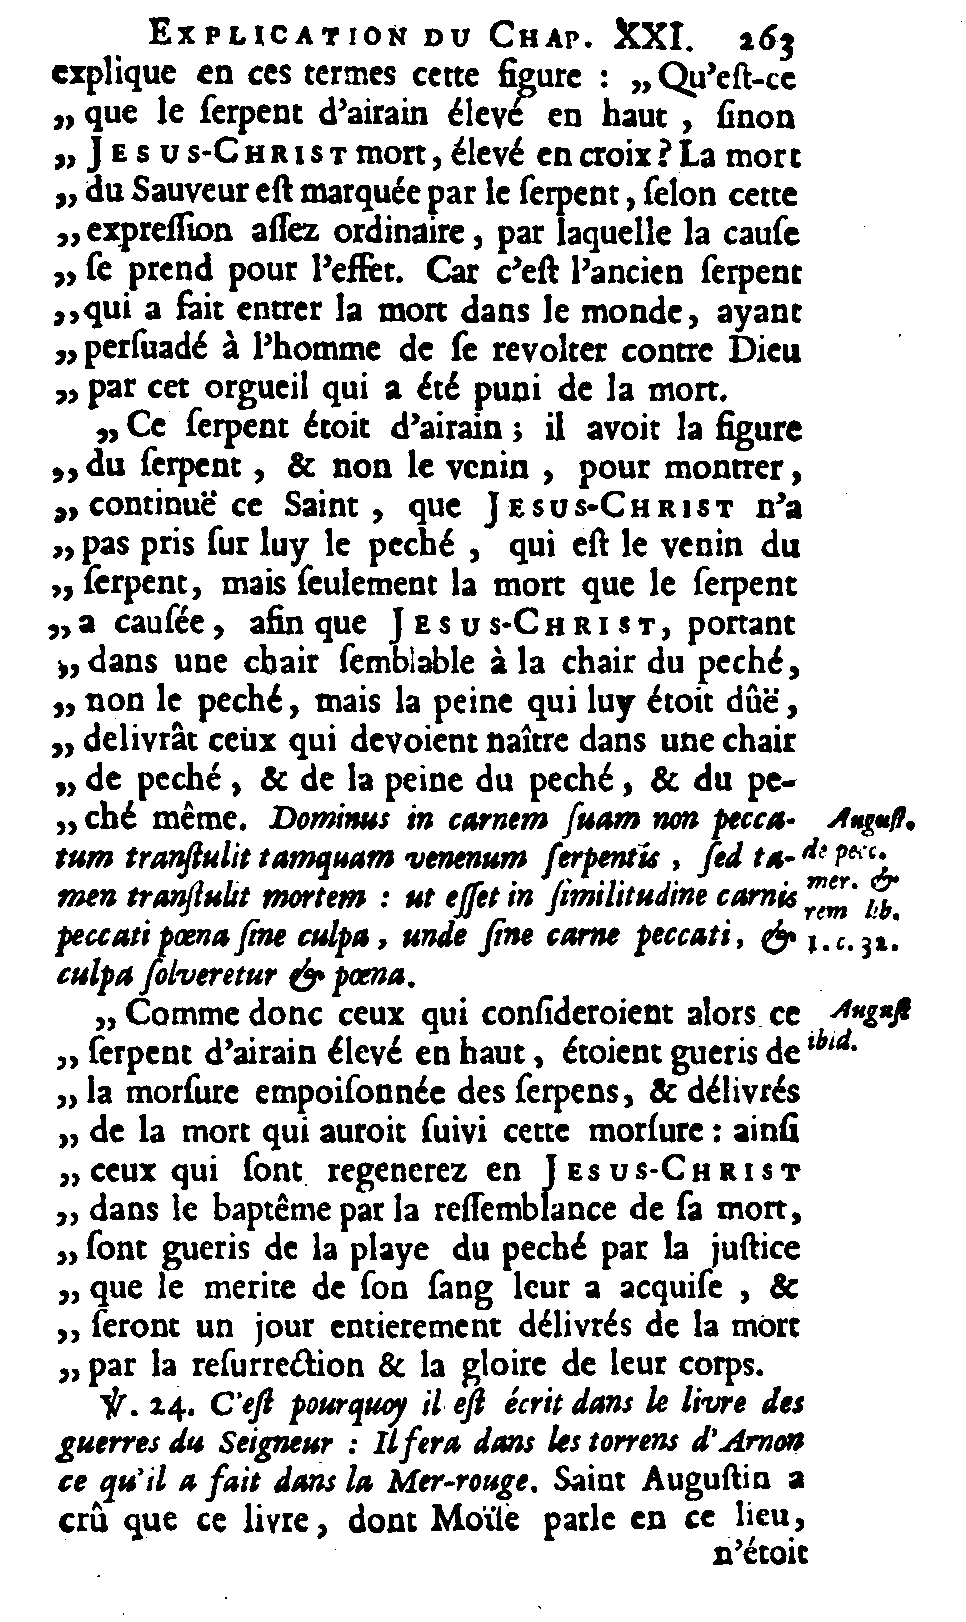 EXPLICATION DU CHAP. XXI. 263
explique en ces termes cette figure : „Qu’eſt-ce
„ que le ſerpent d’airain élevé en haut , ſinon
„ JESUS-CHRIST mort, élevé en croix ? La mort
„ du Sauveur eſt marquée par le ſerpent, ſelon cette
„ expreſſion aſſez ordinaire, par laquelle la cauſe
„ ſe prend pour l’effet. Car c’eſt l’ancien ſerpent
„ qui a fait entrer la mort dans le monde, ayant
„ perſuadé à l’homme de ſe revolter contre Dieu
„ par cet orgueil qui a été puni de la mort.
„ Ce ſerpent étoit d’airain ; il avoit la figure
„ du ſerpent , & non le venin , pour montrer,
„ continuë ce Saint , que JESUS-CHRIST n’a
„ pas pris ſur luy le peché , qui eſt le venin du
„ ſerpent, mais ſeulement la mort que le ſerpent
„ a cauſée, afin que JESUS-CHRIST, portant
„ dans une chair ſemblable à la chair du peché,
„ non le peché, mais la peine qui luy étoit dûë,
„ delivrât ceux qui devoient naître dans une chair
„ de peché, & de la peine du peché, & du pe-
„ ché même. Dominus in carnem ſuam non pecca-
tum tranſtulit tamquam venenum ſerpentis , ſed ta-
men tranſtulit mortem : ut eſſet in ſimilitudine carnis
peccati pœna ſine culpa, unde ſine carne peccati, &
culpa ſolveretur & pœna.
Auguſt.
de pecc.
mer. &
rem lib.
1. c. 32.
„ Comme donc ceux qui conſideroient alors ce
„ ſerpent d’airain élevé en haut, étoient gueris de
„ la morſure empoiſonnée des ſerpens, & délivrés
„ de la mort qui auroit ſuivi cette morſure : ainſi
„ ceux qui ſont regenerez en JESUS-CHRIST
„ dans le baptême par la reſſemblance de ſa mort,
„ ſont gueris de la playe du peché par la juſtice
„ que le merite de ſon ſang leur a acquiſe , &
„ ſeront un jour entierement délivrés de la mort
„ par la reſurrection & la gloire de leur corps.
Auguſt
ibid.
℣. 24. C’eſt pourquoy il eſt écrit dans le livre des
guerres du Seigneur : Il fera dans les torrens d’Arnon
ce qu’il a fait dans la Mer-rouge. Saint Auguſtin a
crû que ce livre, dont Moïſe parle en ce lieu,
n’étoit